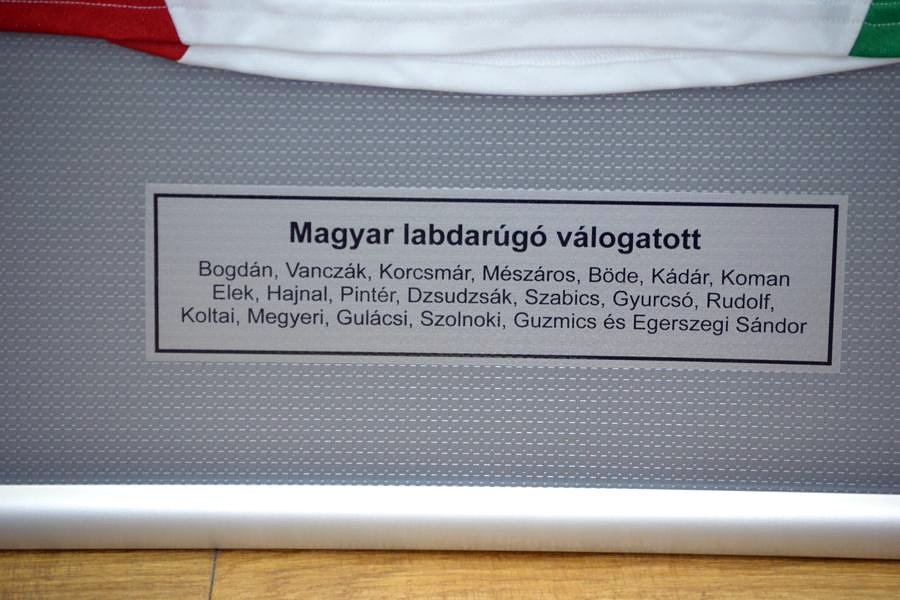 Magyar labdarúgó válogatott
Bogdán, Vanczák, Korcsmár, Mészáros, Böde, Kádár, Koman
Elek, Hajnal, Pintér, Dzsudzsák, Szabics, Gyurcsó, Rudolf,
Koltai, Megyeri, Gulácsi, Szolnoki, Guzmics és Egerszegi Sándor